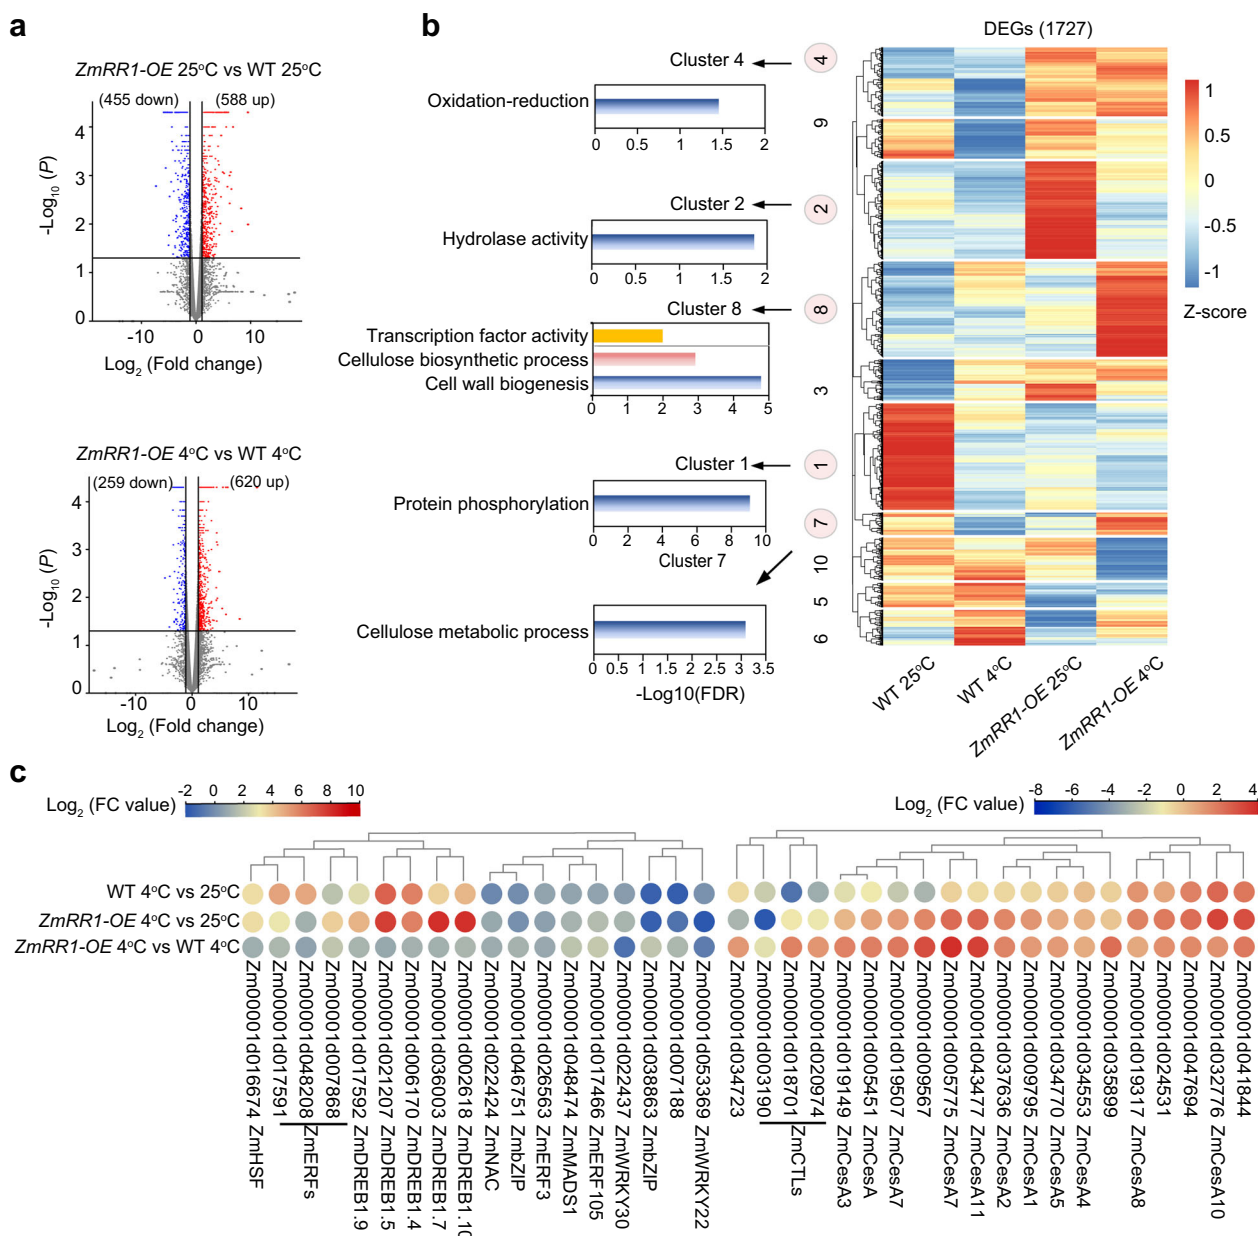 a
ZmRR1-OE 25°C vs WT 25°C
(455 down) (588 up)
4
3
2
1
0
-Log10 (P)
-10 0 10
Log2 (Fold change)
ZmRR1-OE 4°C vs WT 4°C
(259 down) (620 up)
4
3
2
1
0
-Log10 (P)
-10 0 10
Log2 (Fold change)
b
DEGs (1727)
Cluster 4
Oxidation-reduction
0 0.5 1 1.5 2
Cluster 2
Hydrolase activity
0 0.5 1 1.5 2
Cluster 8
Transcription factor activity
Cellulose biosynthetic process
Cell wall biogenesis
0 1 2 3 4 5
Cluster 1
Protein phosphorylation
0 2 4 6 8 10
Cluster 7
Cellulose metabolic process
0 0.5 1 1.5 2 2.5 3 3.5
-Log10(FDR)
4
9
2
8
3
1
7
10
5
6
WT 25°C
WT 4°C
ZmRR1-OE 25°C
ZmRR1-OE 4°C
1
0.5
0
-0.5
-1
Z-score
c
Log2 (FC value)
-2 0 2 4 6 8 10
Log2 (FC value)
-8 -6 -4 -2 0 2 4
WT 4°C vs 25°C
ZmRR1-OE 4°C vs 25°C
ZmRR1-OE 4°C vs WT 4°C
Zm00001d016674 ZmHSF
Zm00001d017591
Zm00001d048208
Zm00001d007868
ZmERFs
Zm00001d017592 ZmDREB1.9
Zm00001d021207 ZmDREB1.5
Zm00001d006170 ZmDREB1.4
Zm00001d036003 ZmDREB1.7
Zm00001d002618 ZmDREB1.10
Zm00001d022424 ZmNAC
Zm00001d046751 ZmbZIP
Zm00001d026563 ZmERF3
Zm00001d048474 ZmMADS1
Zm00001d017466 ZmERF105
Zm00001d022437 ZmWRKY30
Zm00001d038863 ZmbZIP
Zm00001d007188
Zm00001d053369 ZmWRKY22
Zm00001d034723
Zm00001d003190
Zm00001d018701
Zm00001d020974
ZmCTLs
Zm00001d019149 ZmCesA3
Zm00001d005451 ZmCesA
Zm00001d019507 ZmCesA7
Zm00001d009567
Zm00001d005775 ZmCesA7
Zm00001d043477 ZmCesA11
Zm00001d037636 ZmCesA2
Zm00001d009795 ZmCesA1
Zm00001d034770 ZmCesA5
Zm00001d034553 ZmCesA4
Zm00001d035899
Zm00001d019317 ZmCesA8
Zm00001d024531
Zm00001d047694
Zm00001d032776 ZmCesA10
Zm00001d041844